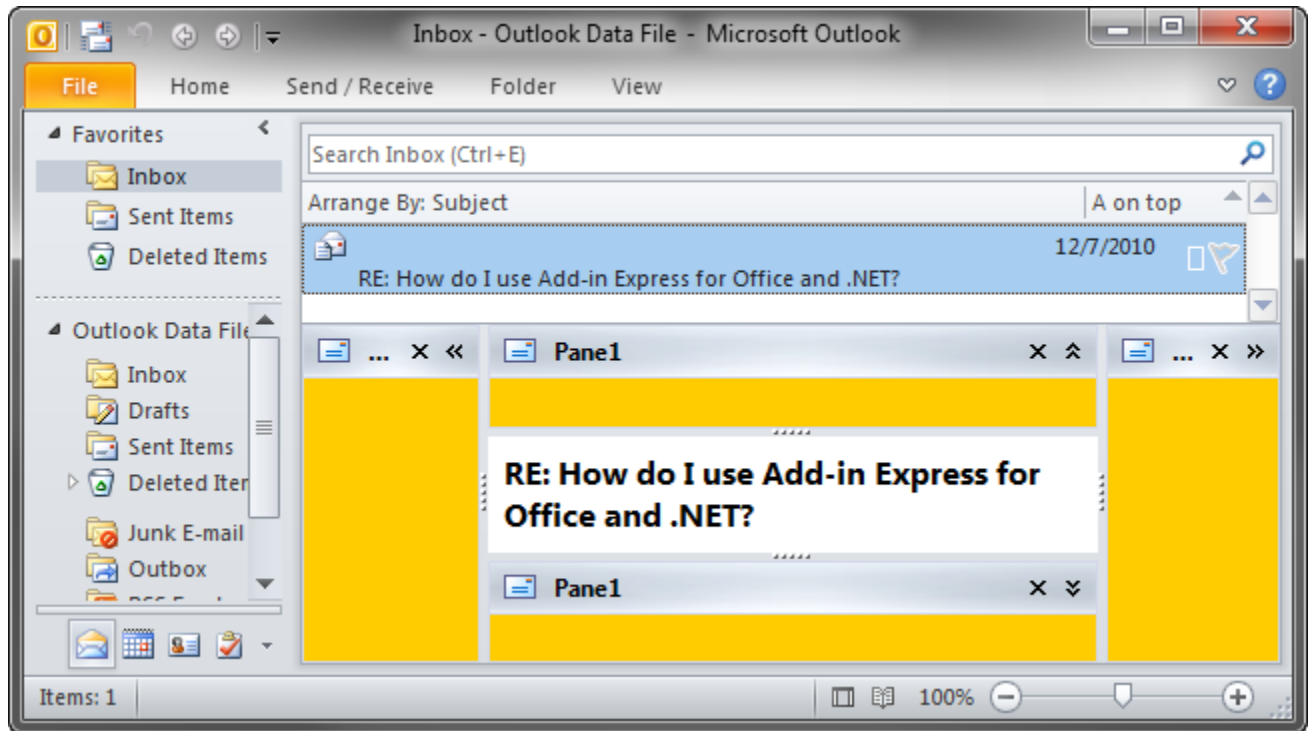 Inbox - Outlook Data File - Microsoft Outlook
File Home Send / Receive Folder View
Favorites
Inbox
Sent Items
Deleted Items
Outlook Data File
Inbox
Drafts
Sent Items
Deleted Iter
Junk E-mail
Outbox
Search Inbox (Ctrl+E)
Arrange By: Subject A on top
12/7/2010
RE: How do I use Add-in Express for Office and .NET?
... Pane1 ...
RE: How do I use Add-in Express for
Office and .NET?
Pane1
Items: 1 100%